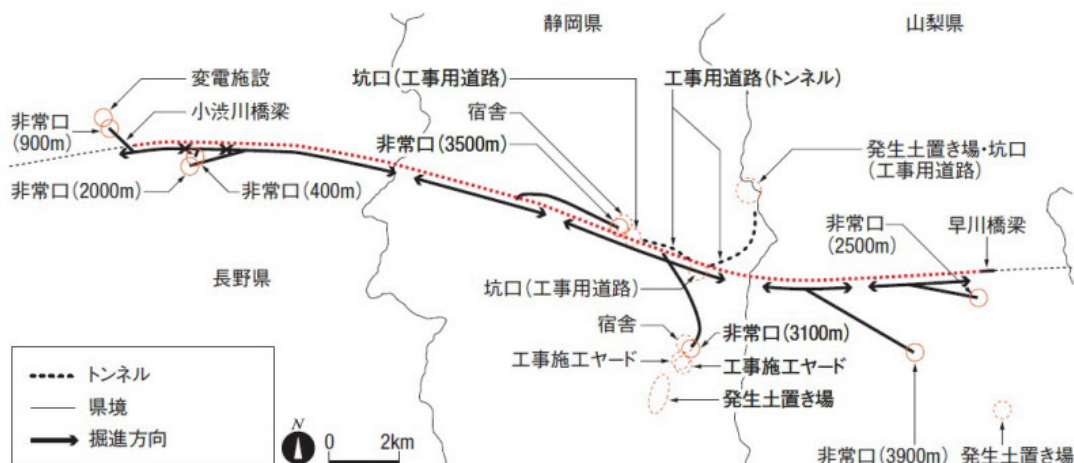 静岡県
山梨県
変電施設
坑口(工事用道路)
工事用道路(トンネル)
小渋川橋梁
宿舎
非常口
(900m)
非常口(3500m)
発生土置き場・坑口
(工事用道路)
非常口(2000m)
非常口(400m)
非常口
(2500m)
早川橋梁
長野県
坑口(工事用道路)
宿舎
非常口(3100m)
工事施工ヤード
工事施工ヤード
発生土置き場
トンネル
県境
掘進方向
N
0 2km
非常口(3900m)
発生土置き場